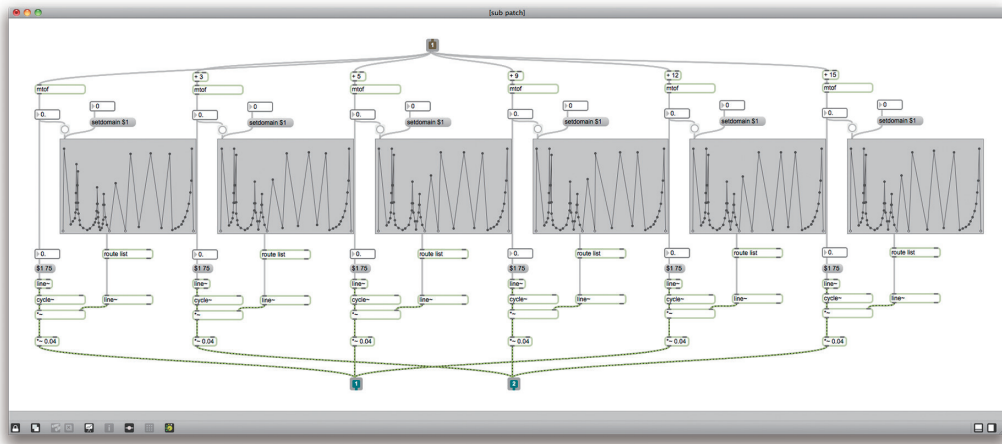 [sub patch]
1
+ 3
+ 5
+ 9
+ 12
+ 15
mtof
mtof
mtof
mtof
mtof
mtof
0
0
0
0
0
0
0.
0.
0.
0.
0.
0.
setdomain $1
setdomain $1
setdomain $1
setdomain $1
setdomain $1
setdomain $1
0.
route list
0.
route list
0.
route list
0.
route list
0.
route list
0.
route list
$1 75
$1 75
$1 75
$1 75
$1 75
$1 75
line~
line~
line~
line~
line~
line~
cycle~
line~
cycle~
line~
cycle~
line~
cycle~
line~
cycle~
line~
cycle~
line~
*~
*~
*~
*~
*~
*~
*~ 0.04
*~ 0.04
*~ 0.04
*~ 0.04
*~ 0.04
*~ 0.04
1
2